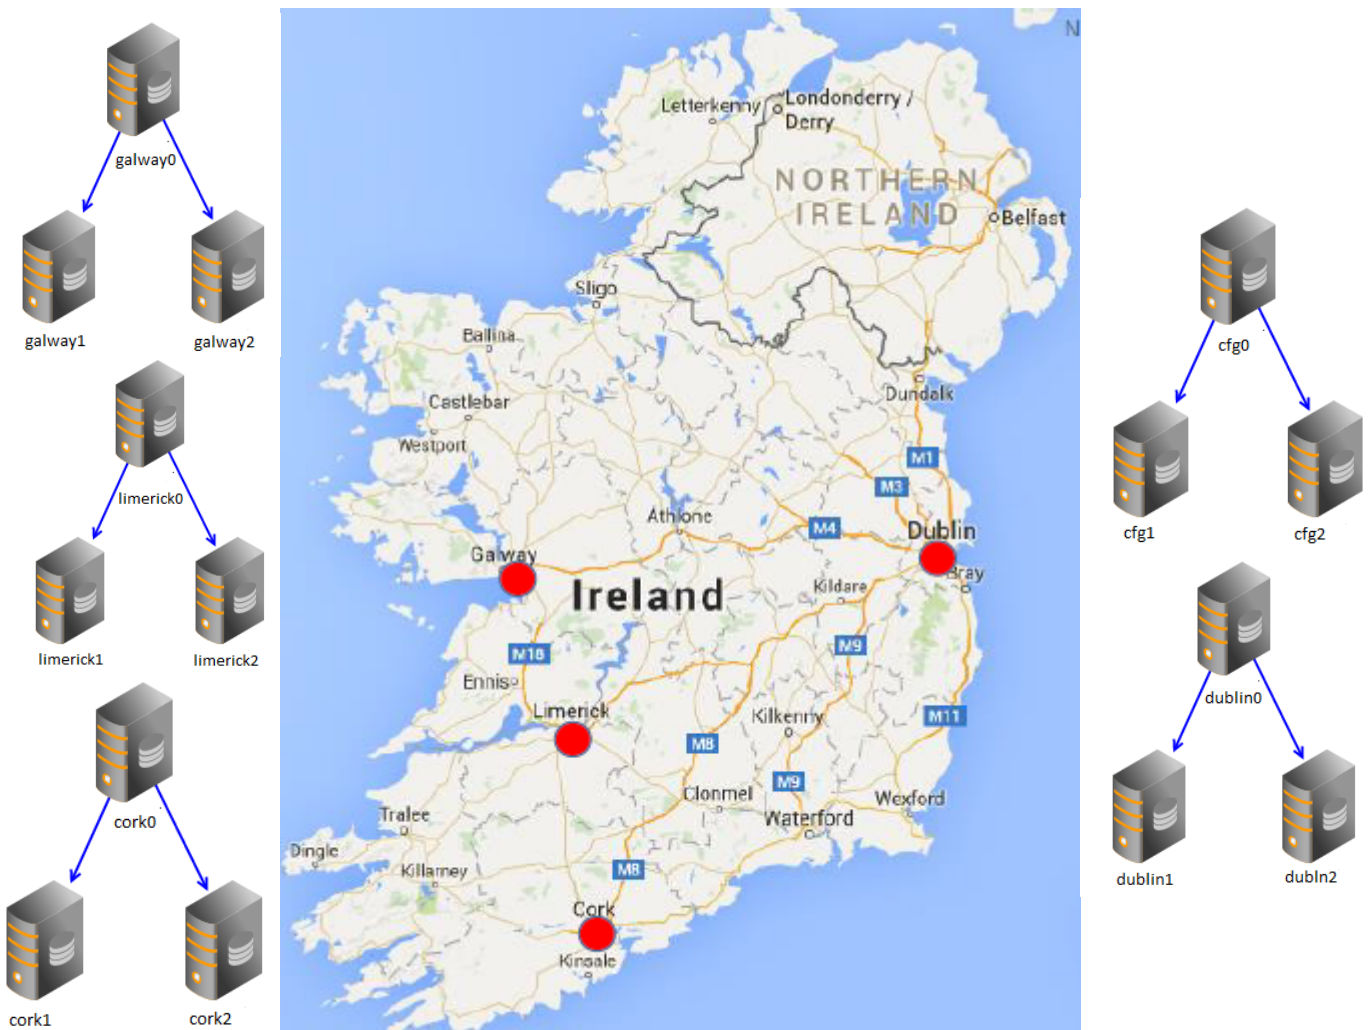 galway0
galway1
galway2
limerick0
limerick1
limerick2
cork0
cork1
cork2
N
Letterkenny
Londonderry /
Derry
NORTHERN
IRELAND
Belfast
Sligo
Ballina
Castlebar
Westport
Dundalk
M1
M3
Athlone
M4
Dublin
Galway
Bray
Kildare
Ireland
M18
M9
Ennis
Limerick
Kilkenny
M11
M8
M9
Clonmel
Wexford
Tralee
Waterford
Dingle
Killarney
M8
Cork
Kinsale
cfg0
cfg1
cfg2
dublin0
dublin1
dubln2